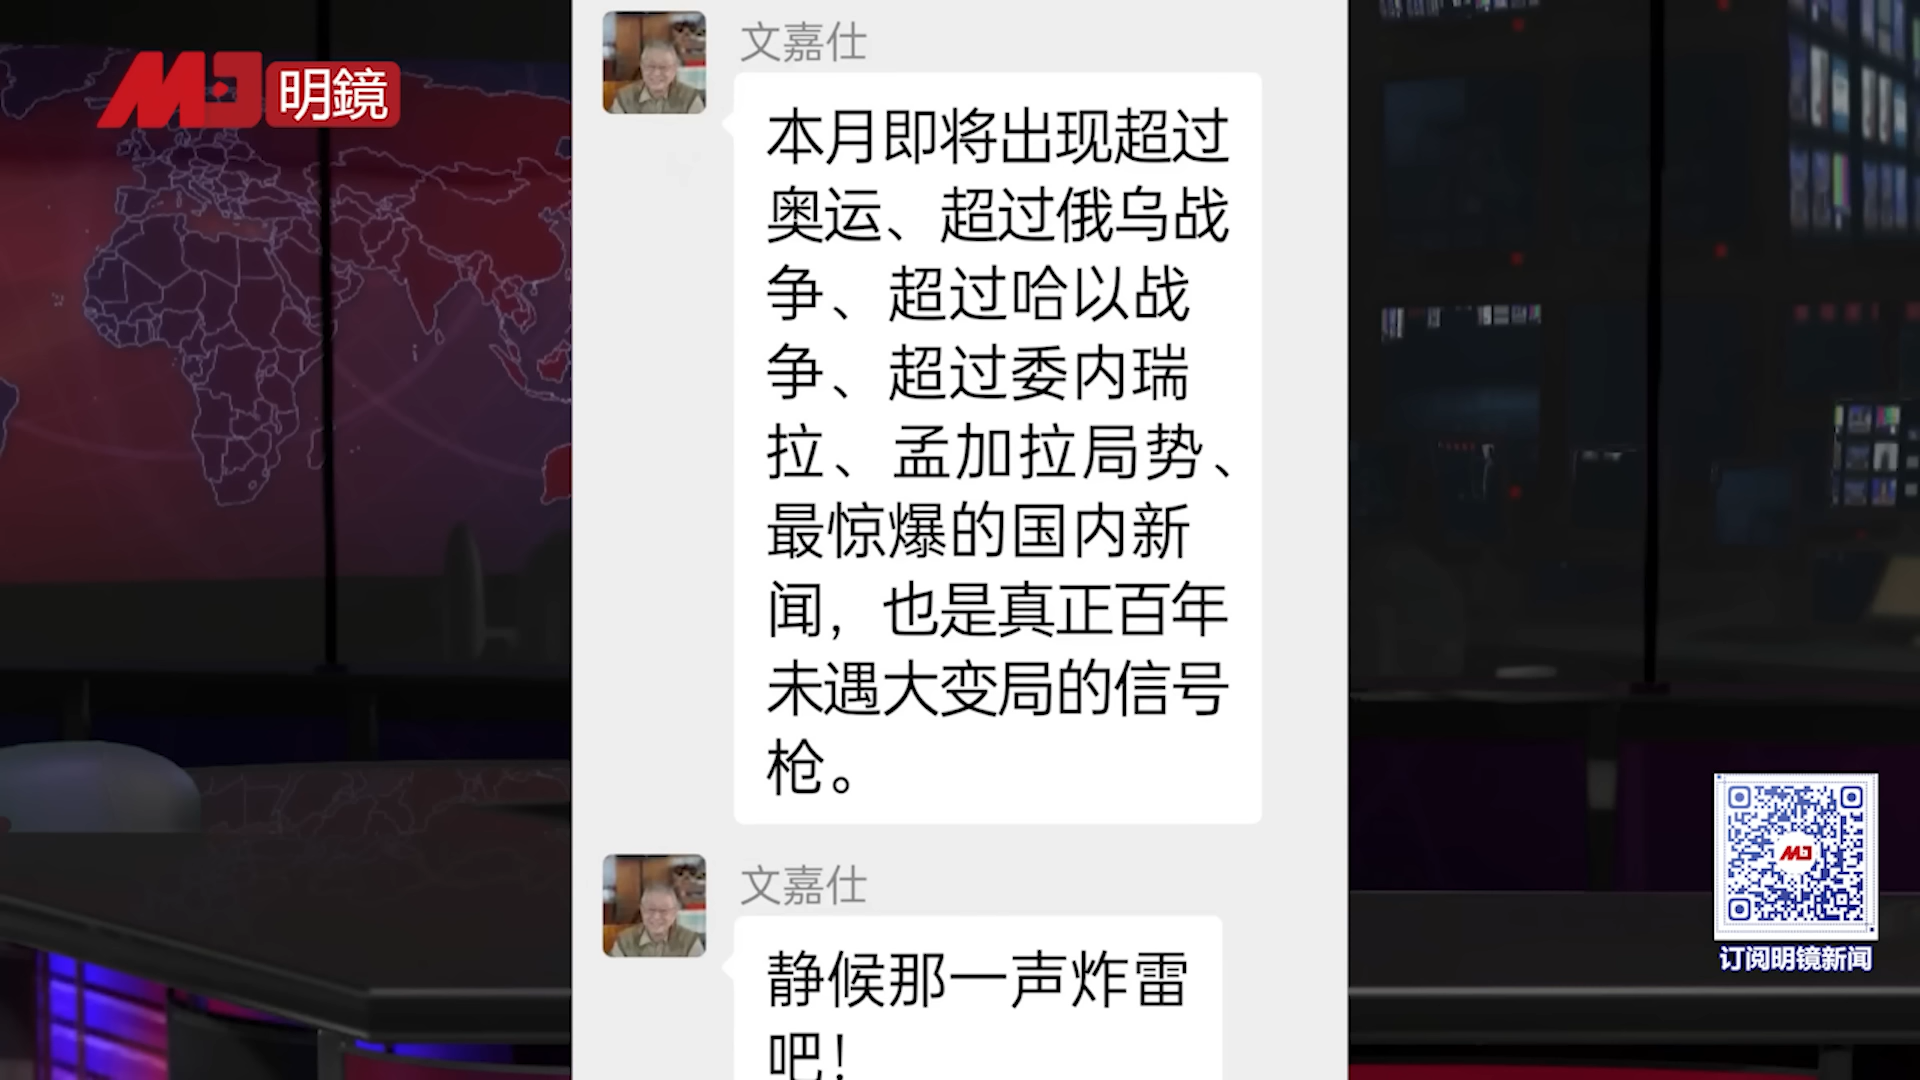 MJ 明鏡
文嘉仕
本月即将出现超过
奥运、超过俄乌战
争、超过哈以战
争、超过委内瑞
拉、孟加拉局势、
最惊爆的国内新
闻，也是真正百年
未遇大变局的信号
枪。
文嘉仕
静候那一声炸雷
吧！
MJ
订阅明镜新闻